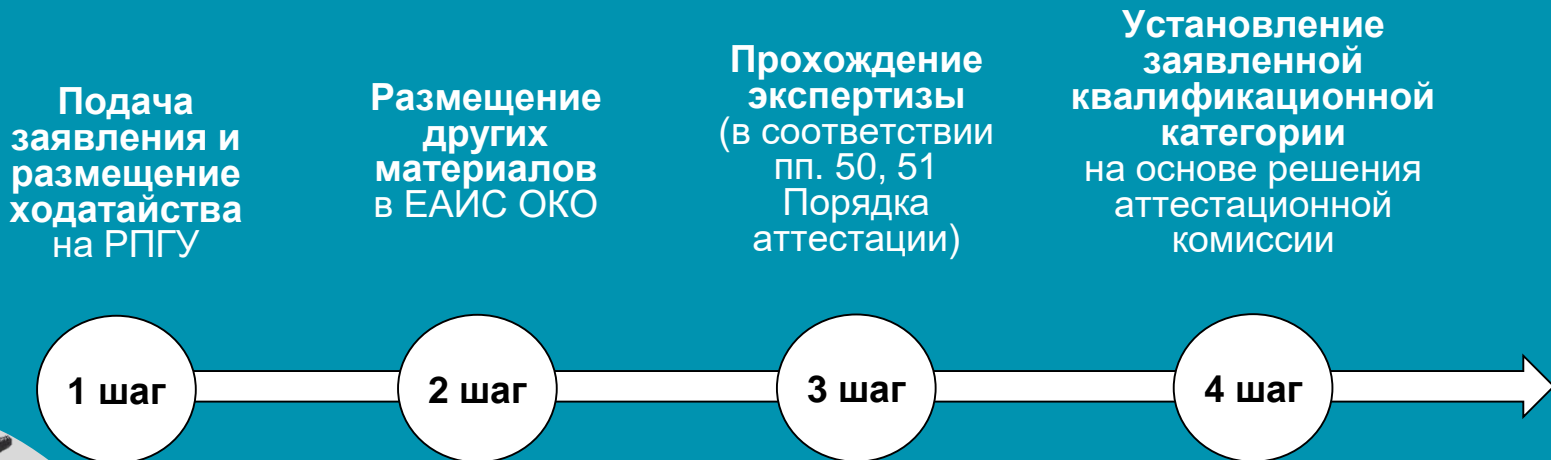 Подача
заявления и
размещение
ходатайства
на РПГУ
Размещение
других
материалов
в ЕАИС ОКО
Прохождение
экспертизы
(в соответствии
пп. 50, 51
Порядка
аттестации)
Установление
заявленной
квалификационной
категории
на основе решения
аттестационной
комиссии
1 шаг
2 шаг
3 шаг
4 шаг